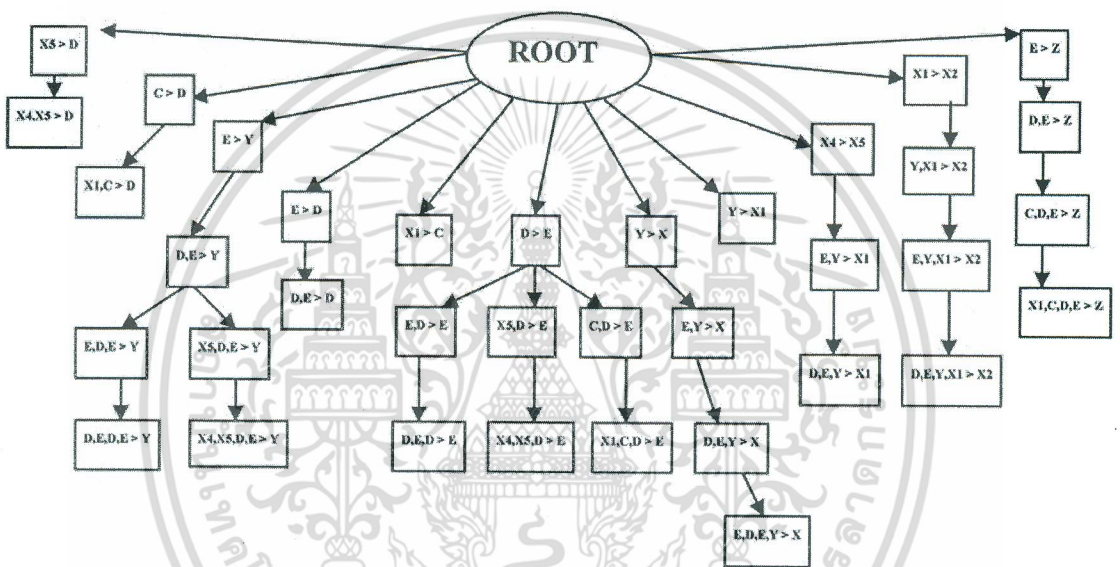 ROOT
X5 > D
X4,X5 > D
C > D
X1,C > D
E > Y
D,E > Y
E,D,E > Y
D,E,D,E > Y
X5,D,E > Y
X4,X5,D,E > Y
E > D
D,E > D
X1 > C
D > E
E,D > E
D,E,D > E
X5,D > E
X4,X5,D > E
C,D > E
X1,C,D > E
Y > X
E,Y > X
D,E,Y > X
E,D,E,Y > X
Y > X1
X4 > X5
E,Y > X1
D,E,Y > X1
X1 > X2
Y,X1 > X2
E,Y,X1 > X2
D,E,Y,X1 > X2
E > Z
D,E > Z
C,D,E > Z
X1,C,D,E > Z